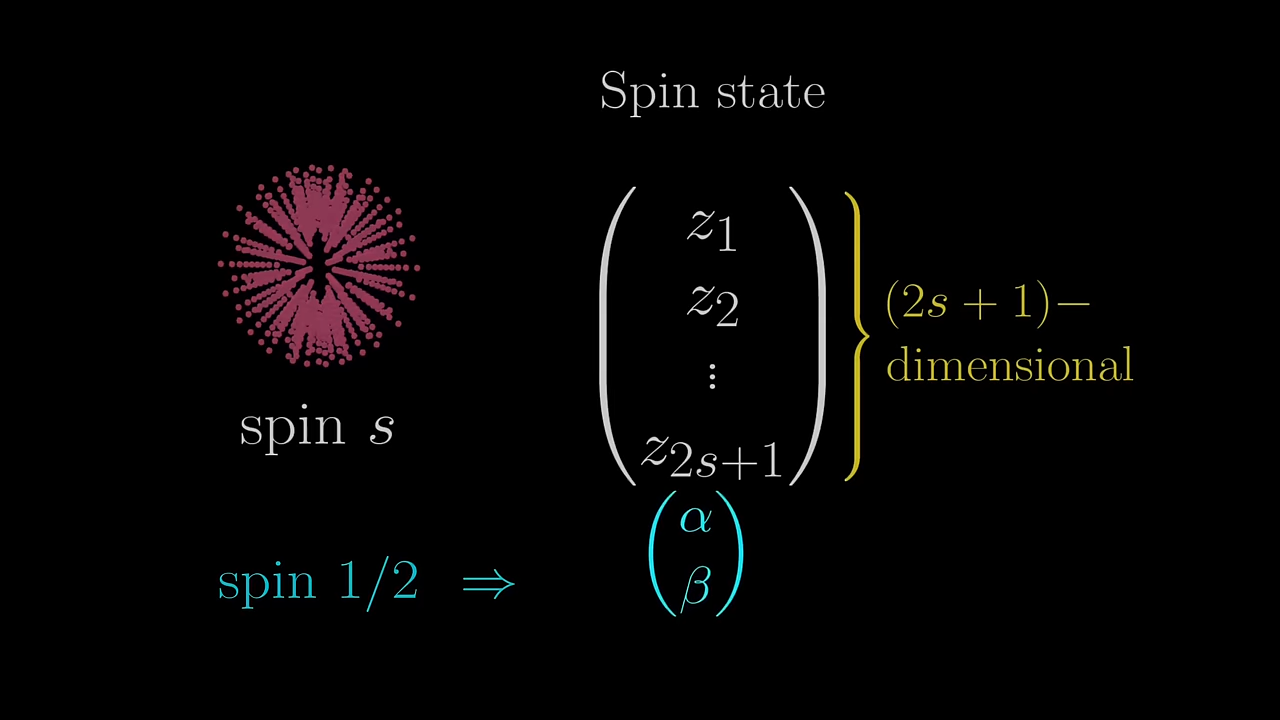 Spin state
z₁
z₂
⋮
z₂ₛ₊₁
(2s + 1)−
dimensional
spin s
spin 1/2 ⇒
α
β